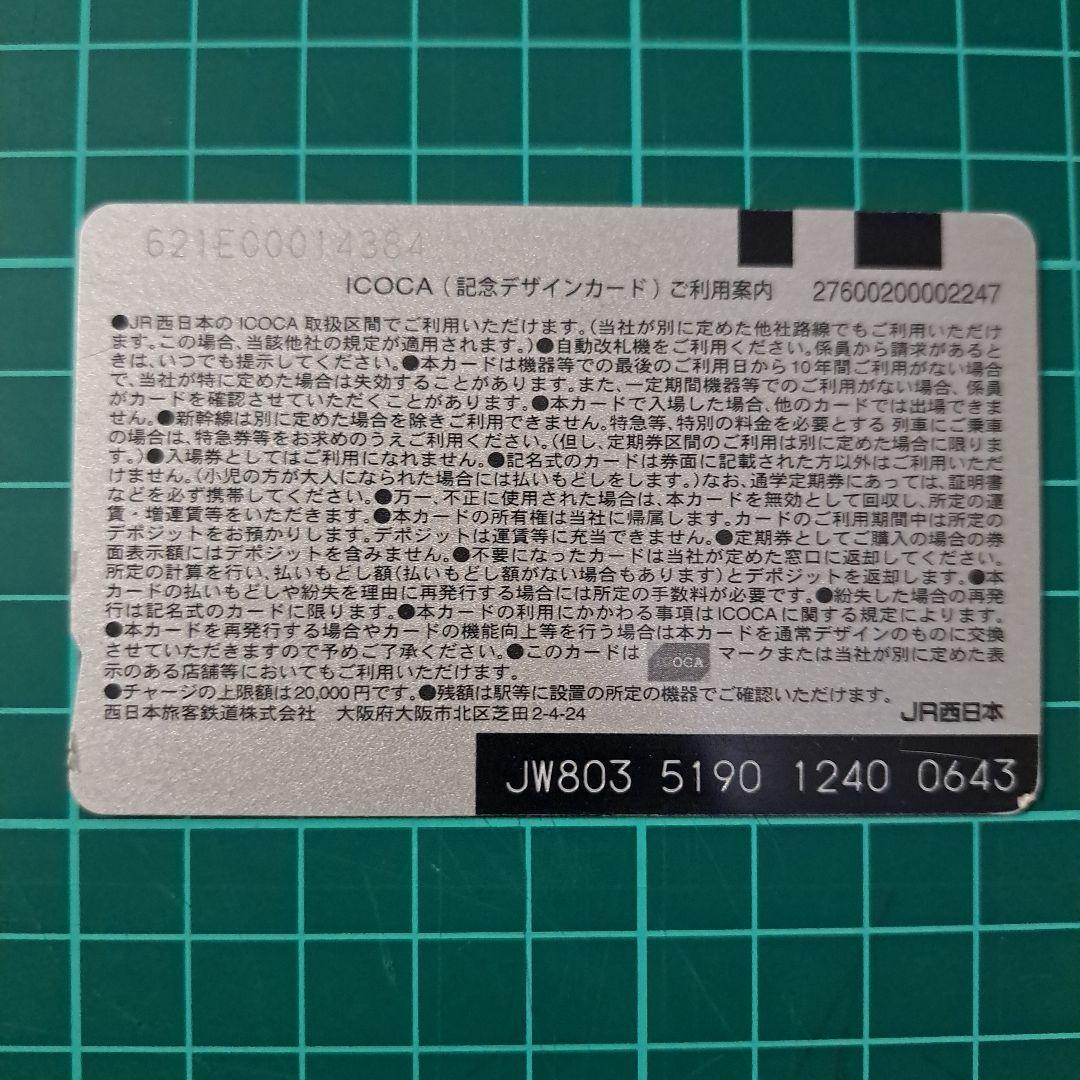 621E00014384
ICOCA(記念デザインカード)ご利用案内 27600200002247
●JR西日本のICOCA取扱区間でご利用いただけます。(当社が別に定めた他社路線でもご利用いただけ
ます。この場合、当該他社の規定が適用されます。)●自動改札機をご利用ください。係員から請求があると
きは、いつでも提示してください。●本カードは機器等での最後のご利用日から10年間ご利用がない場合
で、当社が特に定めた場合は失効することがあります。また、一定期間機器等でのご利用がない場合、係員
がカードを確認させていただくことがあります。●本カードで入場した場合、他のカードでは出場できま
せん。●新幹線は別に定めた場合を除きご利用できません。特急等、特別の料金を必要とする列車にご乗車
の場合は、特急券等をお求めのうえご利用ください。(但し、定期券区間のご利用は別に定めた場合に限りま
す。)●入場券としてはご利用になれません。●記名式のカードは券面に記載された方以外はご利用いただ
けません。(小児の方が大人になられた場合には払いもどしをします。)なお、通学定期券にあっては、証明書
などを必ず携帯してください。●万一、不正に使用された場合は、本カードを無効として回収し、所定の運
賃・増運賃等をいただきます。●本カードの所有権は当社に帰属します。カードのご利用期間中は所定の
デポジットをお預かりします。デポジットは運賃等に充当できません。●定期券としてご購入の場合の券
面表示額にはデポジットを含みません。●不要になったカードは当社が定めた窓口に返却してください。
所定の計算を行い、払いもどし額(払いもどし額がない場合もあります)とデポジットを返却します。●本
カードの払いもどしや紛失を理由に再発行する場合には所定の手数料が必要です。●紛失した場合の再発
行は記名式のカードに限ります。●本カードの利用にかかわる事項はICOCAに関する規定によります。
●本カードを再発行する場合やカードの機能向上等を行う場合は本カードを通常デザインのものに交換
させていただきますので予めご了承ください。●このカードは ICOCA マークまたは当社が別に定めた表
示のある店舗等においてもご利用いただけます。
●チャージの上限額は20,000円です。●残額は駅等に設置の所定の機器でご確認いただけます。
西日本旅客鉄道株式会社 大阪府大阪市北区芝田2-4-24 JR西日本
JW803 5190 1240 0643